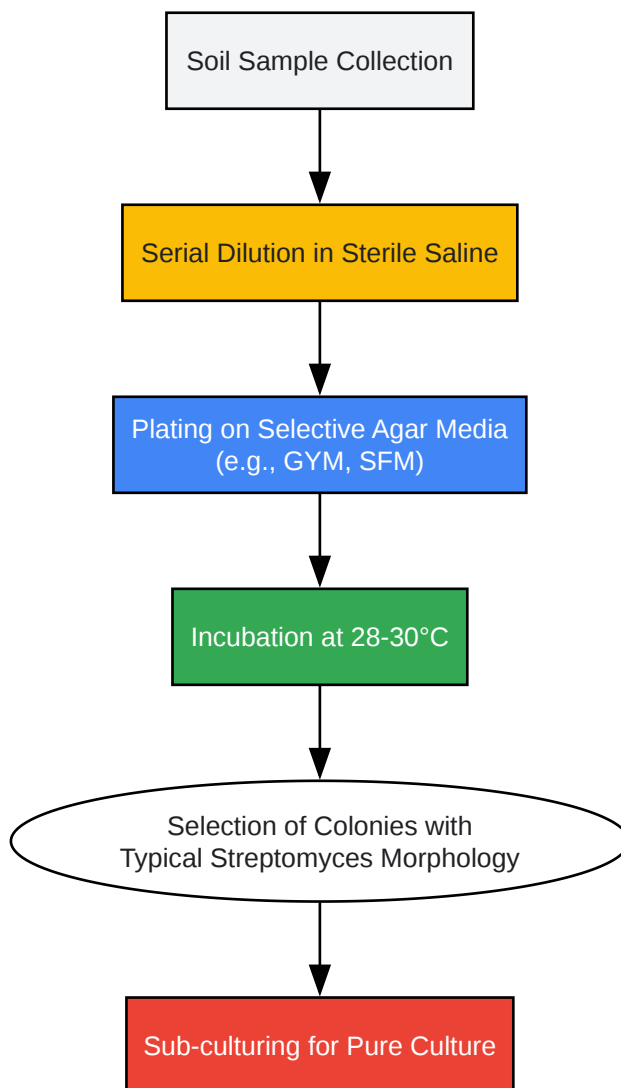 Soil Sample Collection
Serial Dilution in Sterile Saline
Plating on Selective Agar Media
(e.g., GYM, SFM)
Incubation at 28-30°C
Selection of Colonies with
Typical Streptomyces Morphology
Sub-culturing for Pure Culture